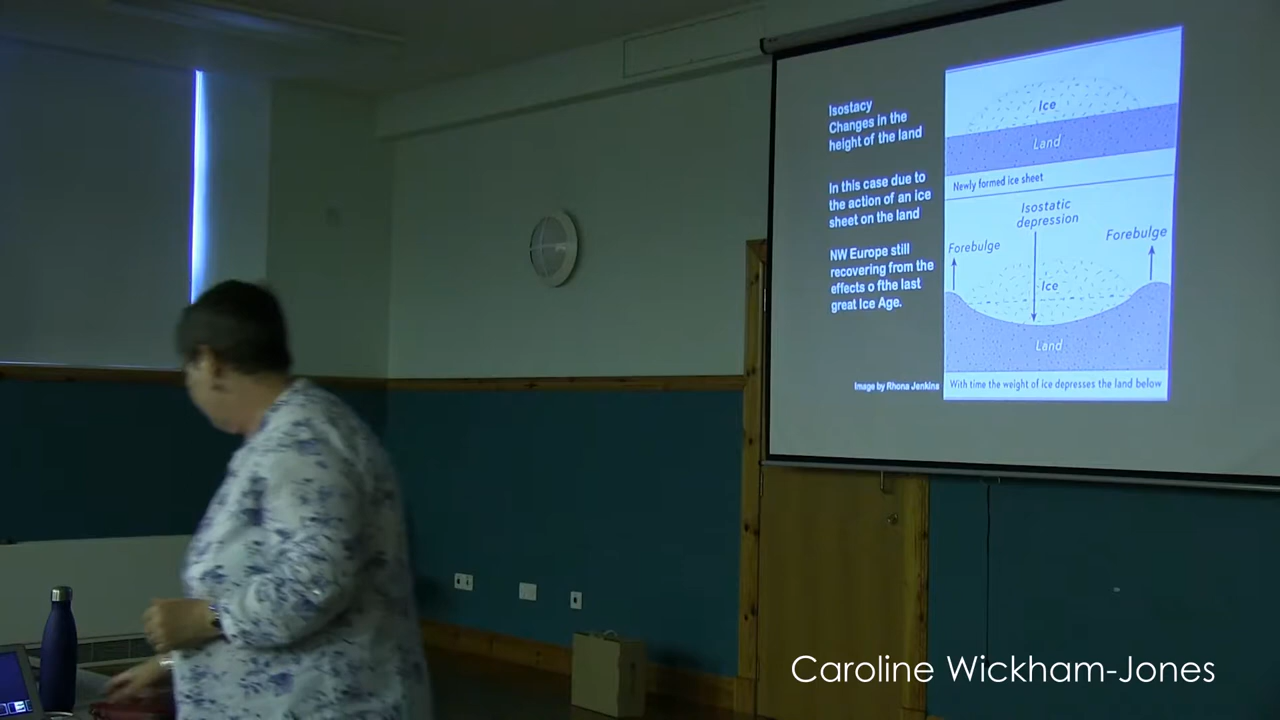 Isostacy
Changes in the
height of the land
In this case due to
the action of an ice
sheet on the land
NW Europe still
recovering from the
effects o fthe last
great Ice Age.
Image by Rhona Jenkins
Ice
Land
Newly formed ice sheet
Isostatic
depression
Forebulge
Forebulge
Ice
Land
With time the weight of ice depresses the land below
Caroline Wickham-Jones